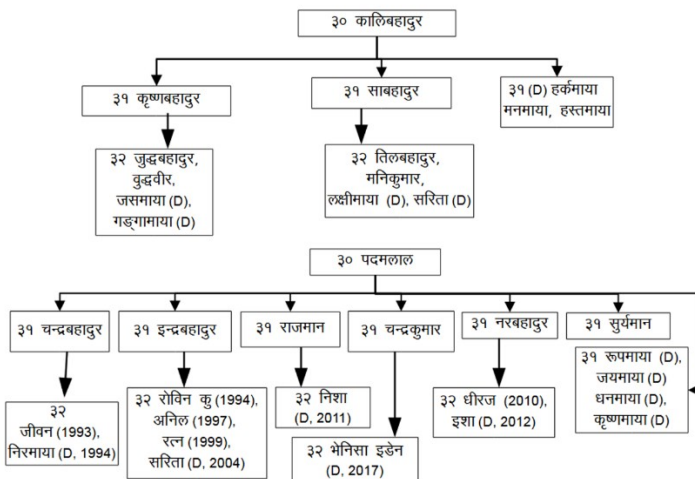 ३० कालिबहादुर
३१ कृष्णबहादुर
३१ साबहादुर
३१ (D) हर्कमाया
मनमाया, हस्तमाया
३२ जुद्धबहादुर,
वुद्धवीर,
जसमाया (D),
गङ्गामाया (D)
३२ तिलबहादुर,
मनिकुमार,
लक्षीमाया (D), सरिता (D)
३० पदमलाल
३१ चन्द्रबहादुर
३१ इन्द्रबहादुर
३१ राजमान
३१ चन्द्रकुमार
३१ नरबहादुर
३१ सुर्यमान
३१ रूपमाया (D),
जयमाया (D)
धनमाया (D),
कृष्णमाया (D)
३२
जीवन (1993),
निरमाया (D, 1994)
३२ रोविन कु (1994),
अनिल (1997),
रत्न (1999),
सरिता (D, 2004)
३२ निशा
(D, 2011)
३२ भेनिसा इडेन
(D, 2017)
३२ धीरज (2010),
इशा (D, 2012)